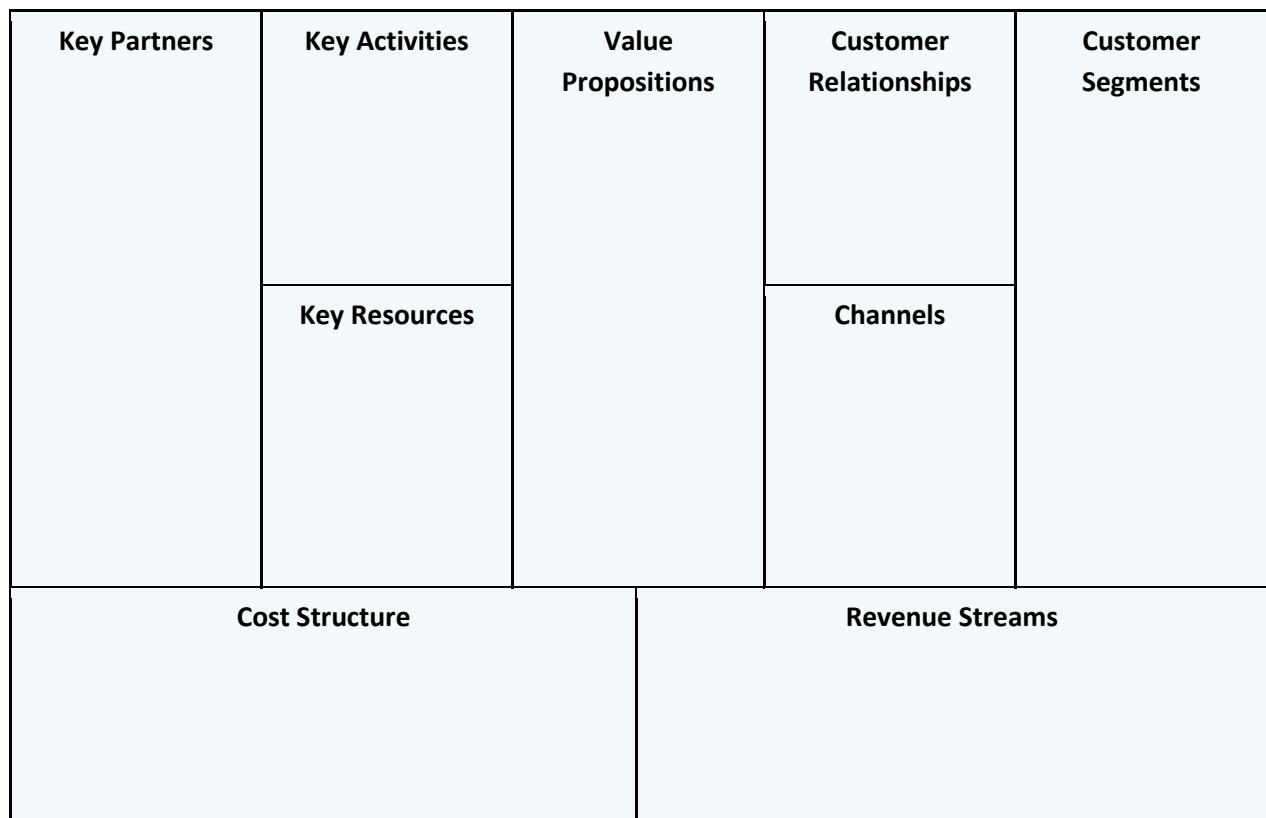 Key Partners
Key Activities
Value
Propositions
Customer
Relationships
Customer
Segments
Key Resources
Channels
Cost Structure
Revenue Streams